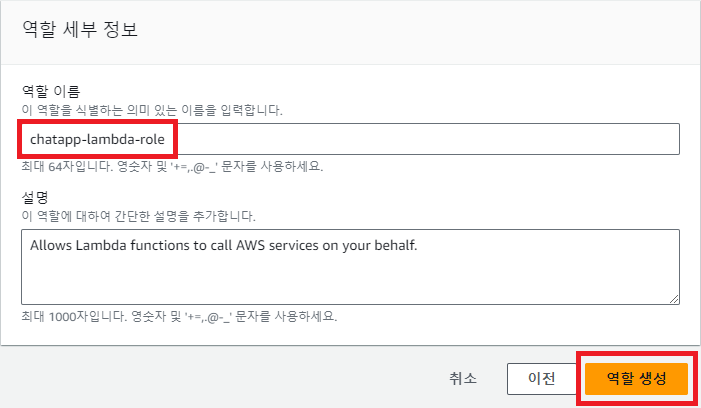 역할 세부 정보
역할 이름
이 역할을 식별하는 의미 있는 이름을 입력합니다.
chatapp-lambda-role
최대 64자입니다. 영숫자 및 '+=,.@-_' 문자를 사용하세요.
설명
이 역할에 대하여 간단한 설명을 추가합니다.
Allows Lambda functions to call AWS services on your behalf.
최대 1000자입니다. 영숫자 및 '+=,.@-_' 문자를 사용하세요.
취소 이전 역할 생성